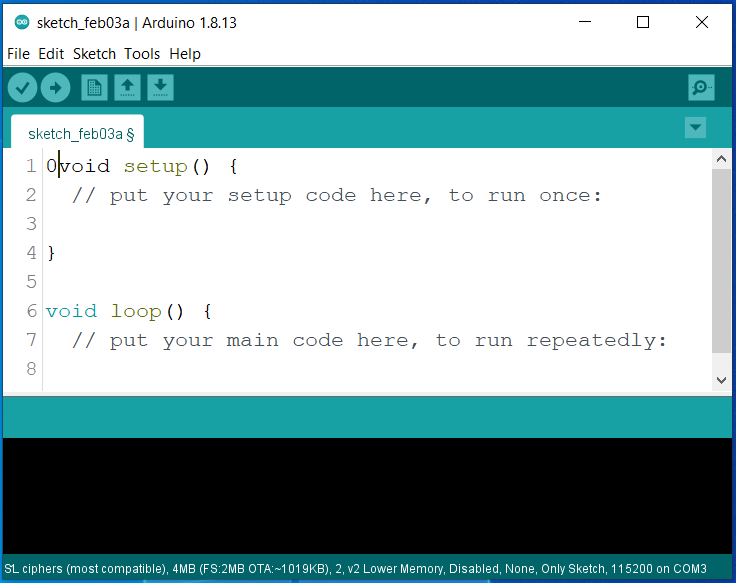 sketch_feb03a | Arduino 1.8.13
File Edit Sketch Tools Help
sketch_feb03a §
1 0void setup() {
2   // put your setup code here, to run once:
3
4 }
5
6 void loop() {
7   // put your main code here, to run repeatedly:
8
SL ciphers (most compatible), 4MB (FS:2MB OTA:~1019KB), 2, v2 Lower Memory, Disabled, None, Only Sketch, 115200 on COM3